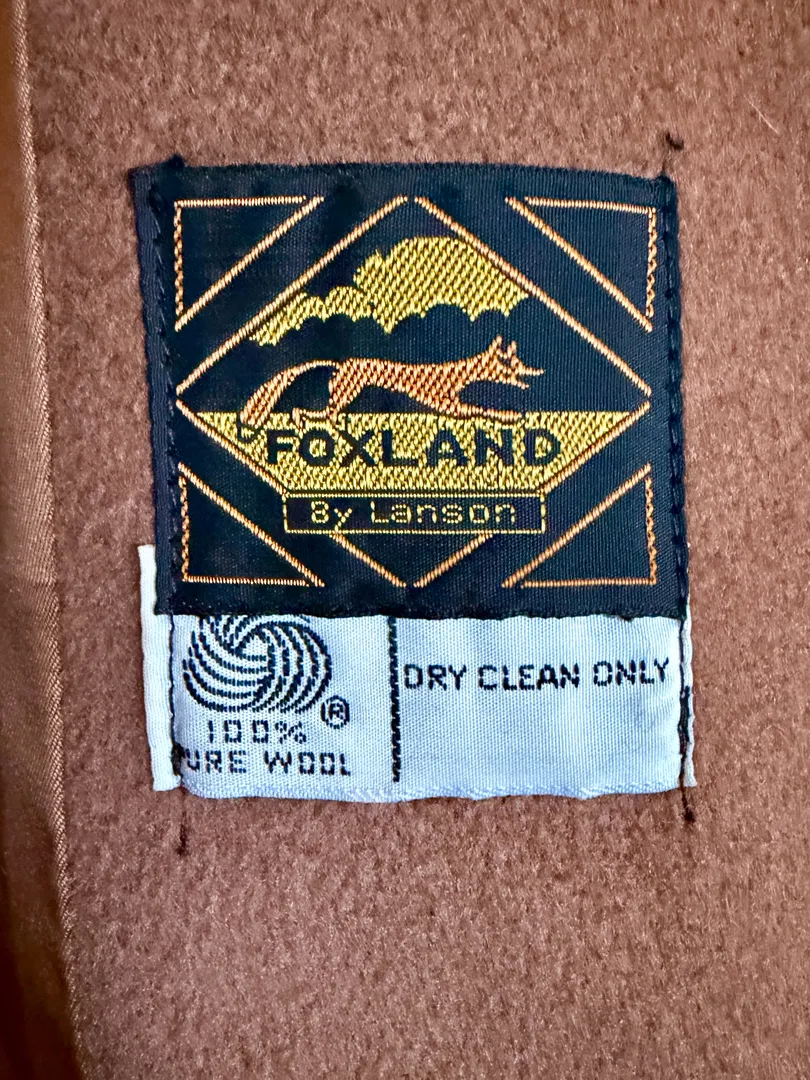 FOXLAND
By Lanson
DRY CLEAN ONLY
®
100%
URE WOOL